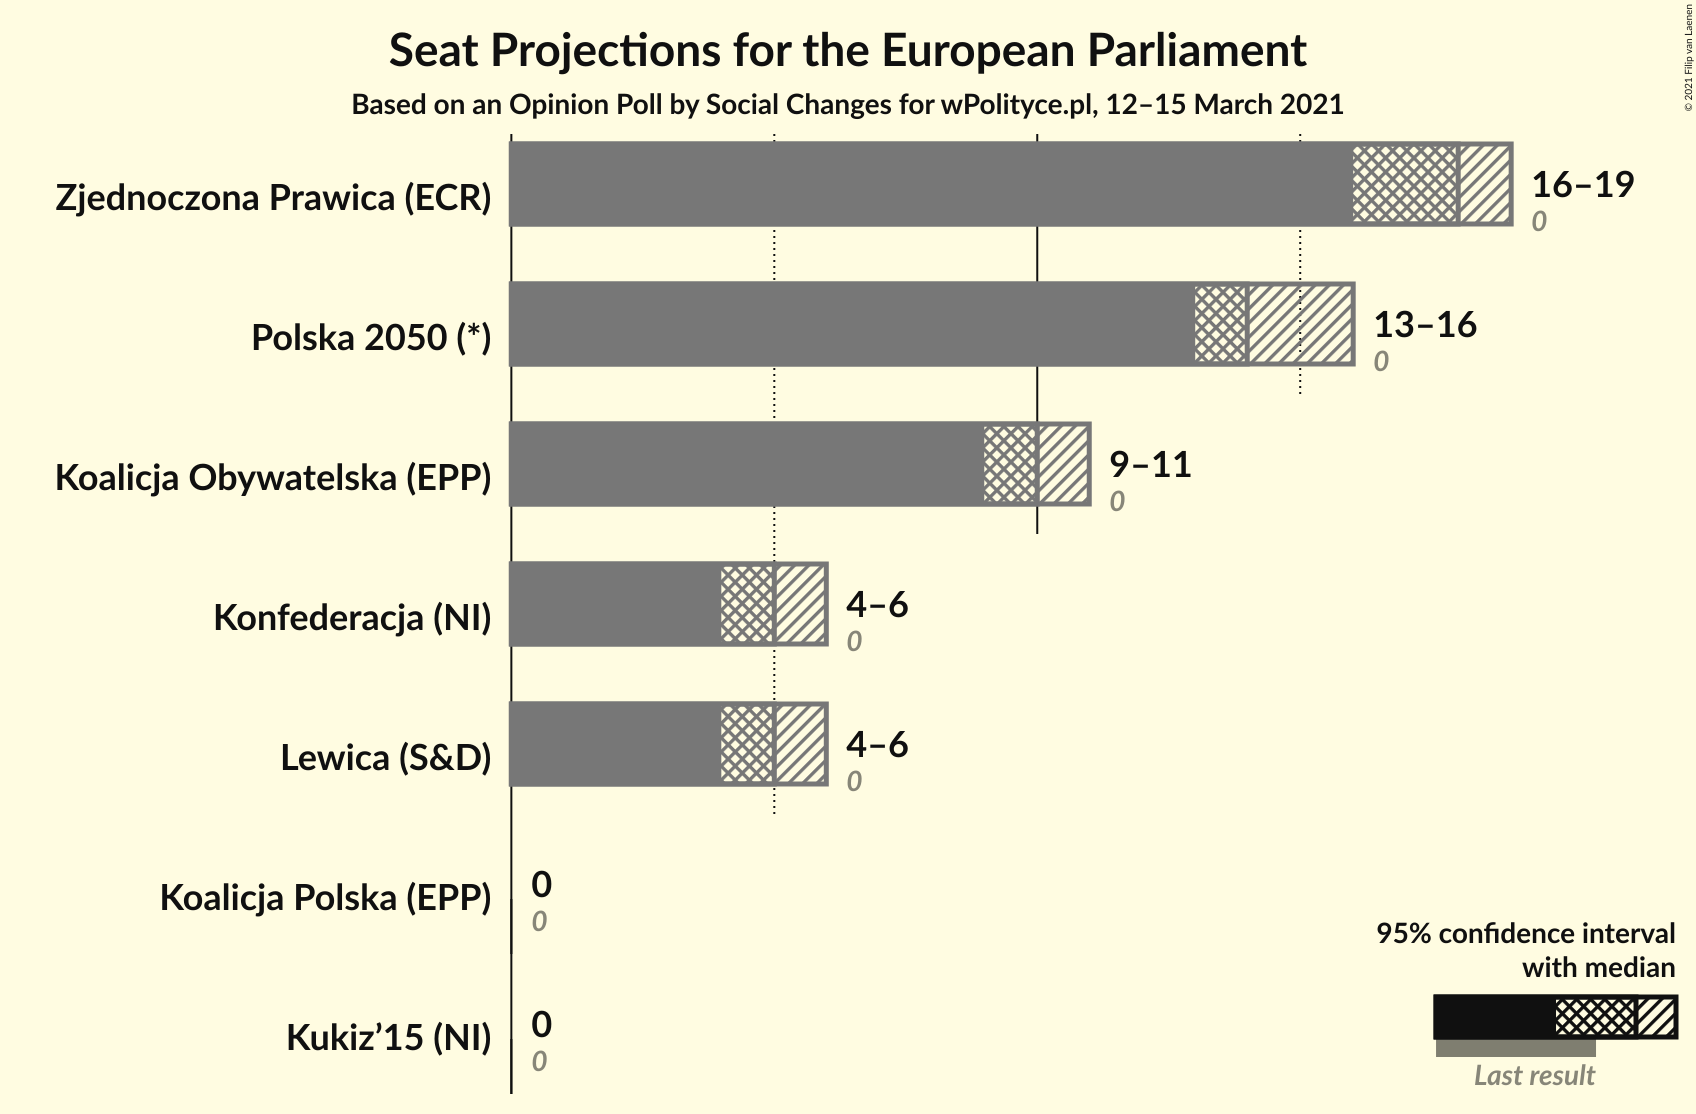 Seat Projections for the European Parliament
Based on an Opinion Poll by Social Changes for wPolityce.pl, 12–15 March 2021
© 2021 Filip van Laenen
Zjednoczona Prawica (ECR)
16–19
0
Polska 2050 (*)
13–16
0
Koalicja Obywatelska (EPP)
9–11
0
Konfederacja (NI)
4–6
0
Lewica (S&D)
4–6
0
Koalicja Polska (EPP)
0
0
Kukiz’15 (NI)
0
0
95% confidence interval
with median
Last result